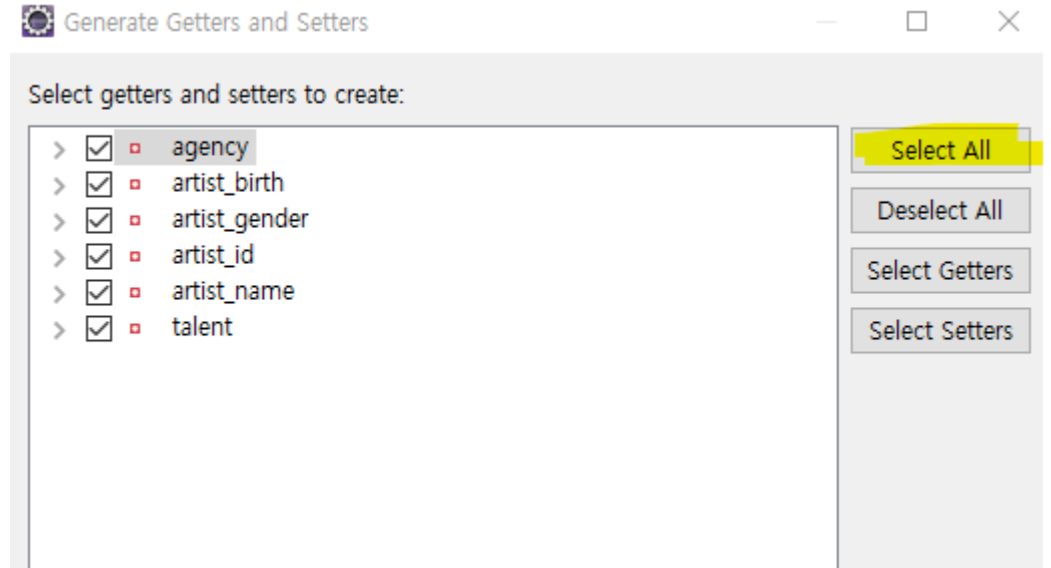 Generate Getters and Setters
Select getters and setters to create:
agency
artist_birth
artist_gender
artist_id
artist_name
talent
Select All
Deselect All
Select Getters
Select Setters